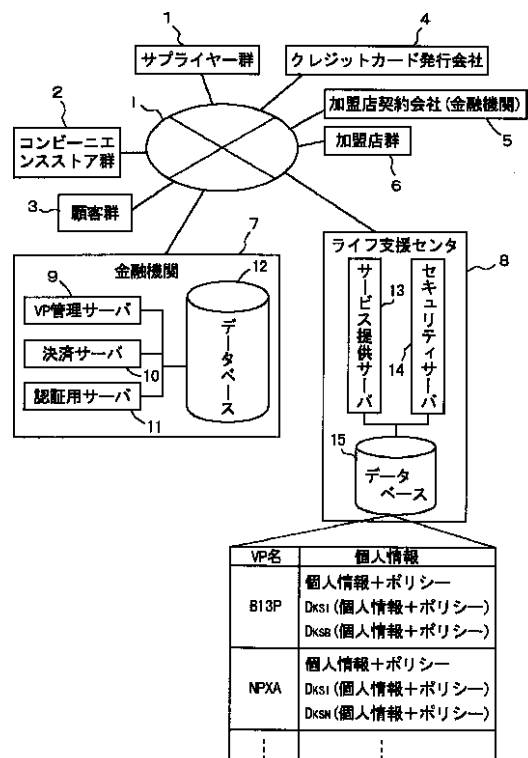 1
サプライヤー群
4
クレジットカード発行会社
2
コンビーニエ
ンスストア群
1
加盟店契約会社(金融機関)
5
加盟店群
6
3
顧客群
7
金融機関
9
VP管理サーバ
12
データベース
決済サーバ
10
認証用サーバ
11
ライフ支援センタ
8
サービス提供サーバ
13
セキュリティサーバ
14
15
データ
ベース
VP名
個人情報
B13P
個人情報+ポリシー
DKSI(個人情報+ポリシー)
DKSB(個人情報+ポリシー)
NPXA
個人情報+ポリシー
DKSI(個人情報+ポリシー)
DKSN(個人情報+ポリシー)